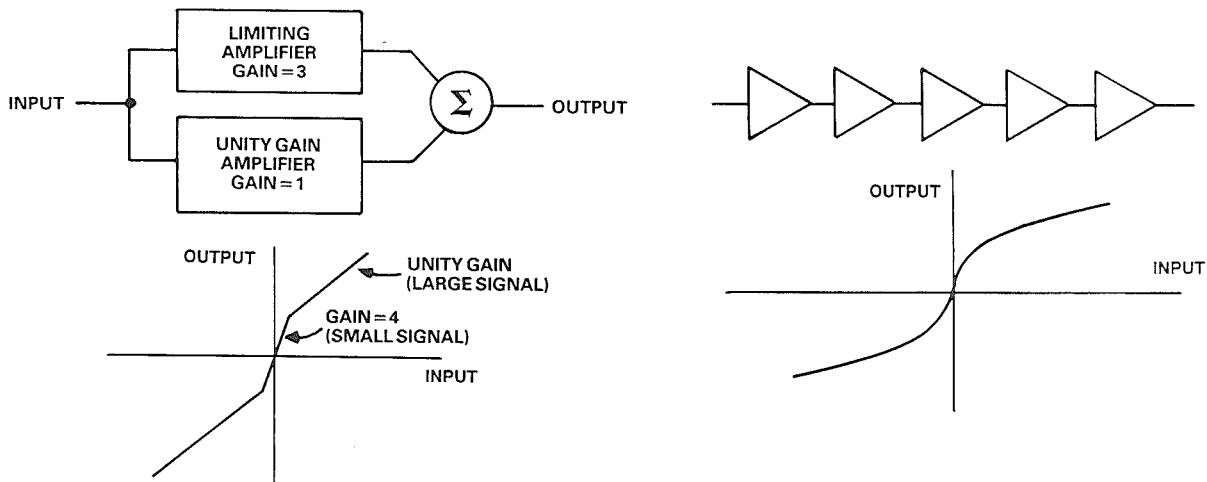 LIMITING
AMPLIFIER
GAIN = 3
INPUT
Σ
OUTPUT
UNITY GAIN
AMPLIFIER
GAIN = 1
OUTPUT
UNITY GAIN
(LARGE SIGNAL)
GAIN = 4
(SMALL SIGNAL)
INPUT
OUTPUT
INPUT